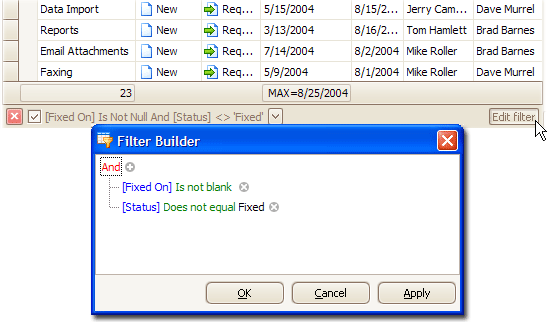 Data Import New Req... 5/15/2004 8/15/2... Jerry Cam... Dave Murrel
Reports New Req... 3/13/2004 8/16/2... Tom Hamlett Brad Barnes
Email Attachments New Req... 7/14/2004 8/2/2004 Mike Roller Brad Barnes
Faxing New Req... 5/9/2004 8/1/2004 Mike Roller Dave Murrel
23 MAX=8/25/2004
[Fixed On] Is Not Null And [Status] <> 'Fixed' Edit filter
Filter Builder
And
[Fixed On] Is not blank
[Status] Does not equal Fixed
OK Cancel Apply